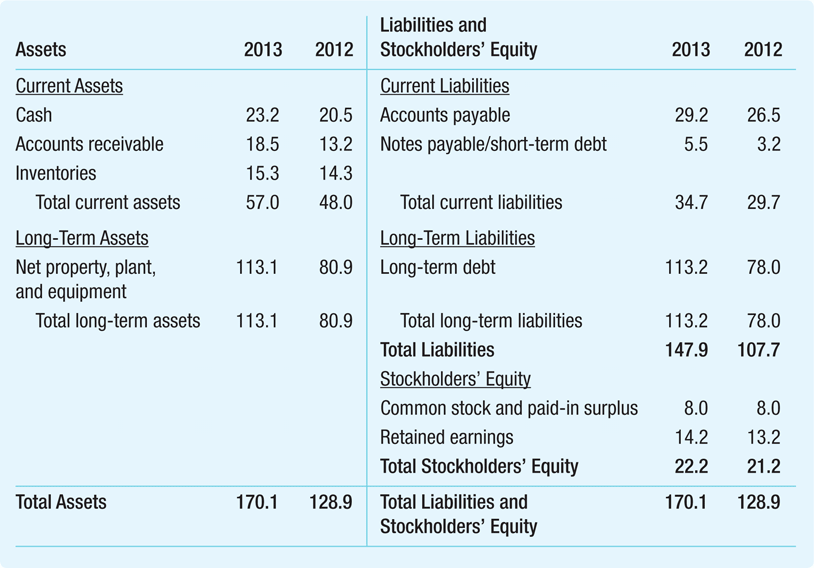 Assets 2013 2012
Current Assets
Cash 23.2 20.5
Accounts receivable 18.5 13.2
Inventories 15.3 14.3
Total current assets 57.0 48.0
Long-Term Assets
Net property, plant, 113.1 80.9
and equipment
Total long-term assets 113.1 80.9
Total Assets 170.1 128.9
Liabilities and
Stockholders’ Equity 2013 2012
Current Liabilities
Accounts payable 29.2 26.5
Notes payable/short-term debt 5.5 3.2
Total current liabilities 34.7 29.7
Long-Term Liabilities
Long-term debt 113.2 78.0
Total long-term liabilities 113.2 78.0
Total Liabilities 147.9 107.7
Stockholders’ Equity
Common stock and paid-in surplus 8.0 8.0
Retained earnings 14.2 13.2
Total Stockholders’ Equity 22.2 21.2
Total Liabilities and 170.1 128.9
Stockholders’ Equity